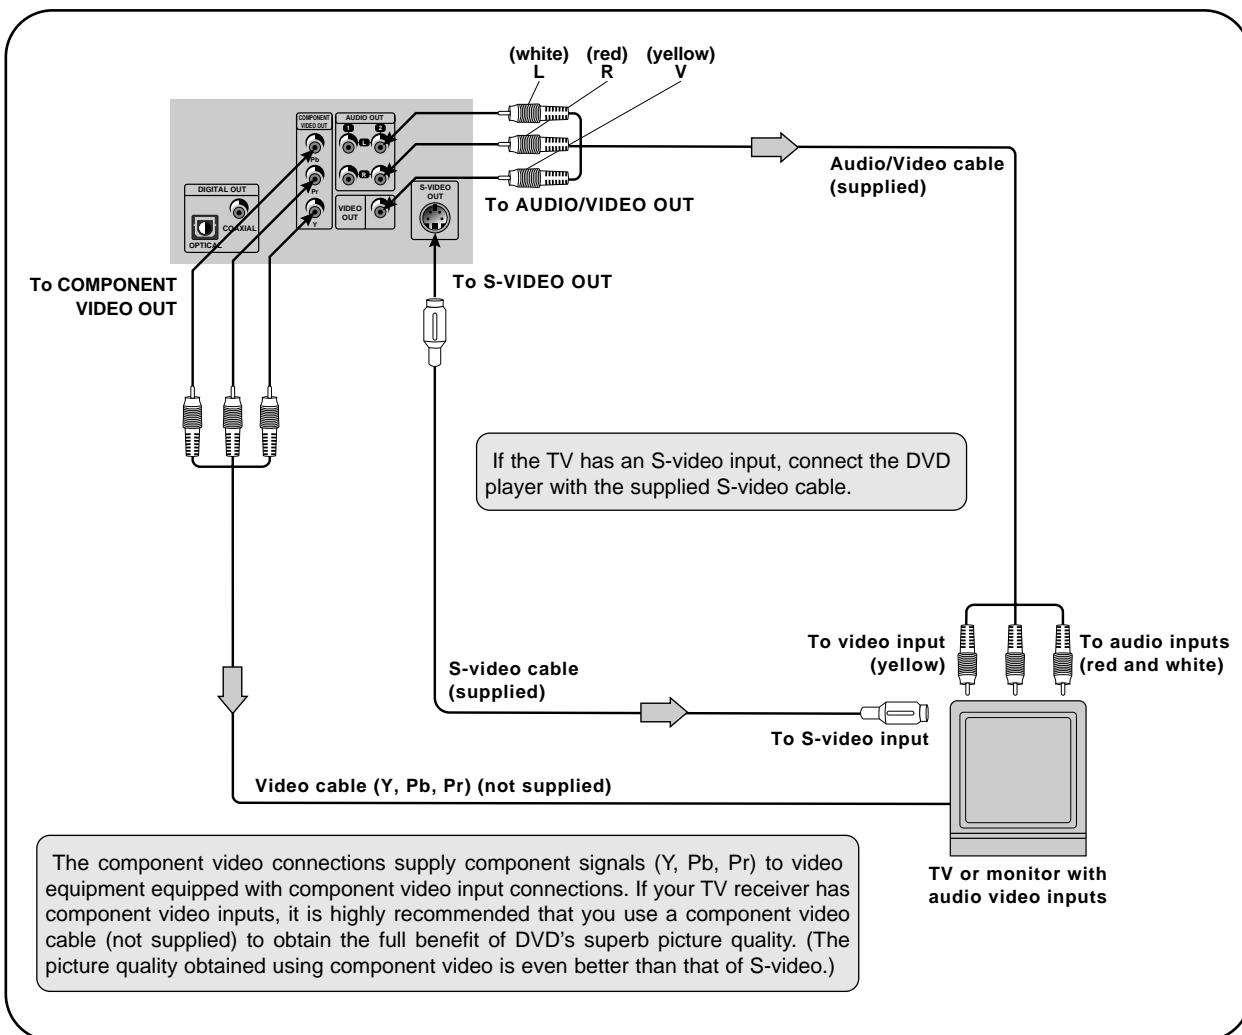 (white) (red) (yellow)
L R V
COMPONENT
VIDEO OUT
AUDIO OUT
1 2
L
R
Pb
Pr
Y
DIGITAL OUT
COAXIAL
OPTICAL
VIDEO
OUT
S-VIDEO
OUT
To AUDIO/VIDEO OUT
Audio/Video cable
(supplied)
To COMPONENT
VIDEO OUT
To S-VIDEO OUT
If the TV has an S-video input, connect the DVD
player with the supplied S-video cable.
To video input
(yellow)
To audio inputs
(red and white)
S-video cable
(supplied)
To S-video input
Video cable (Y, Pb, Pr) (not supplied)
TV or monitor with
audio video inputs
The component video connections supply component signals (Y, Pb, Pr) to video
equipment equipped with component video input connections. If your TV receiver has
component video inputs, it is highly recommended that you use a component video
cable (not supplied) to obtain the full benefit of DVD's superb picture quality. (The
picture quality obtained using component video is even better than that of S-video.)